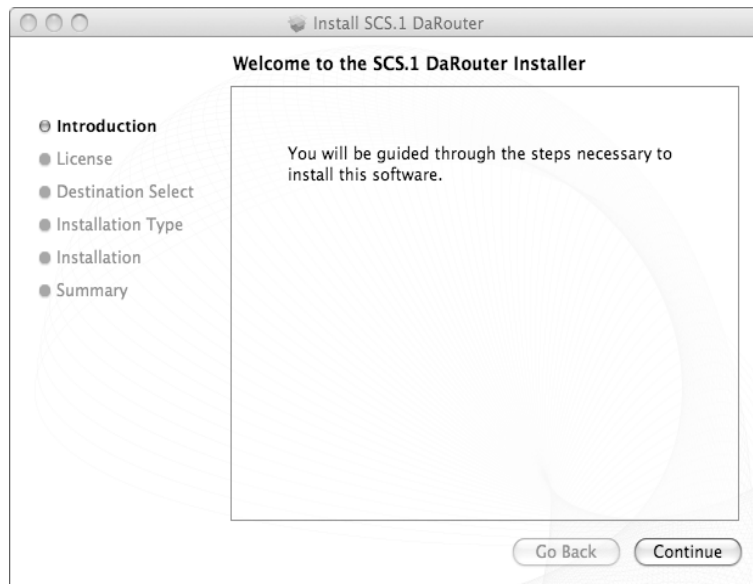 Install SCS.1 DaRouter
Welcome to the SCS.1 DaRouter Installer
Introduction
License
Destination Select
Installation Type
Installation
Summary
You will be guided through the steps necessary to
install this software.
Go Back
Continue